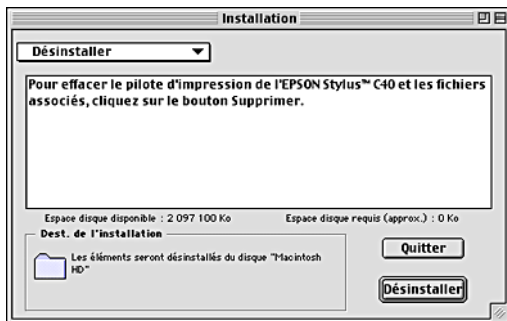 Installation
Désinstaller
Pour effacer le pilote d'impression de l'EPSON Stylus™ C40 et les fichiers
associés, cliquez sur le bouton Supprimer.
Espace disque disponible : 2 097 100 Ko
Espace disque requis (approx.) : 0 Ko
Dest. de l'installation
Les éléments seront désinstallés du disque "Macintosh
HD"
Quitter
Désinstaller